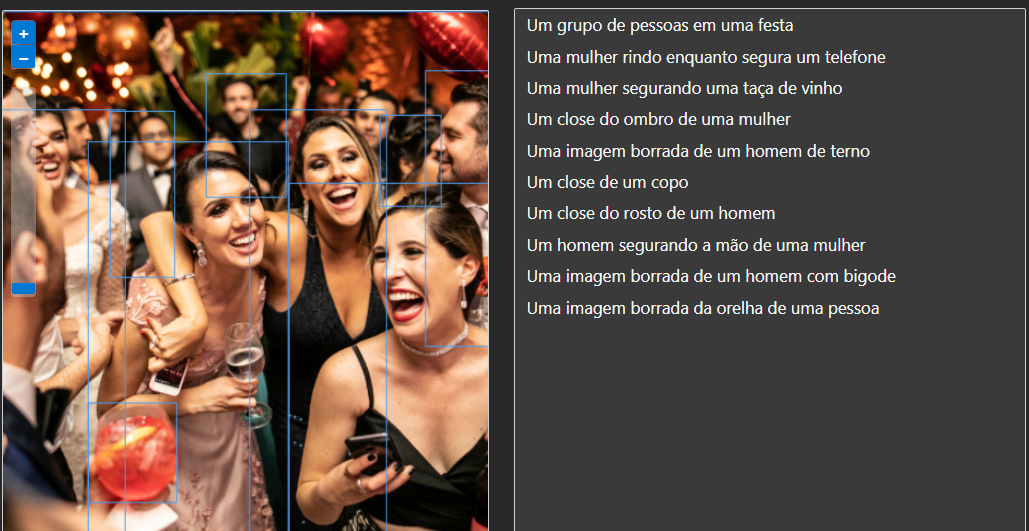 +
−
Um grupo de pessoas em uma festa
Uma mulher rindo enquanto segura um telefone
Uma mulher segurando uma taça de vinho
Um close do ombro de uma mulher
Uma imagem borrada de um homem de terno
Um close de um copo
Um close do rosto de um homem
Um homem segurando a mão de uma mulher
Uma imagem borrada de um homem com bigode
Uma imagem borrada da orelha de uma pessoa